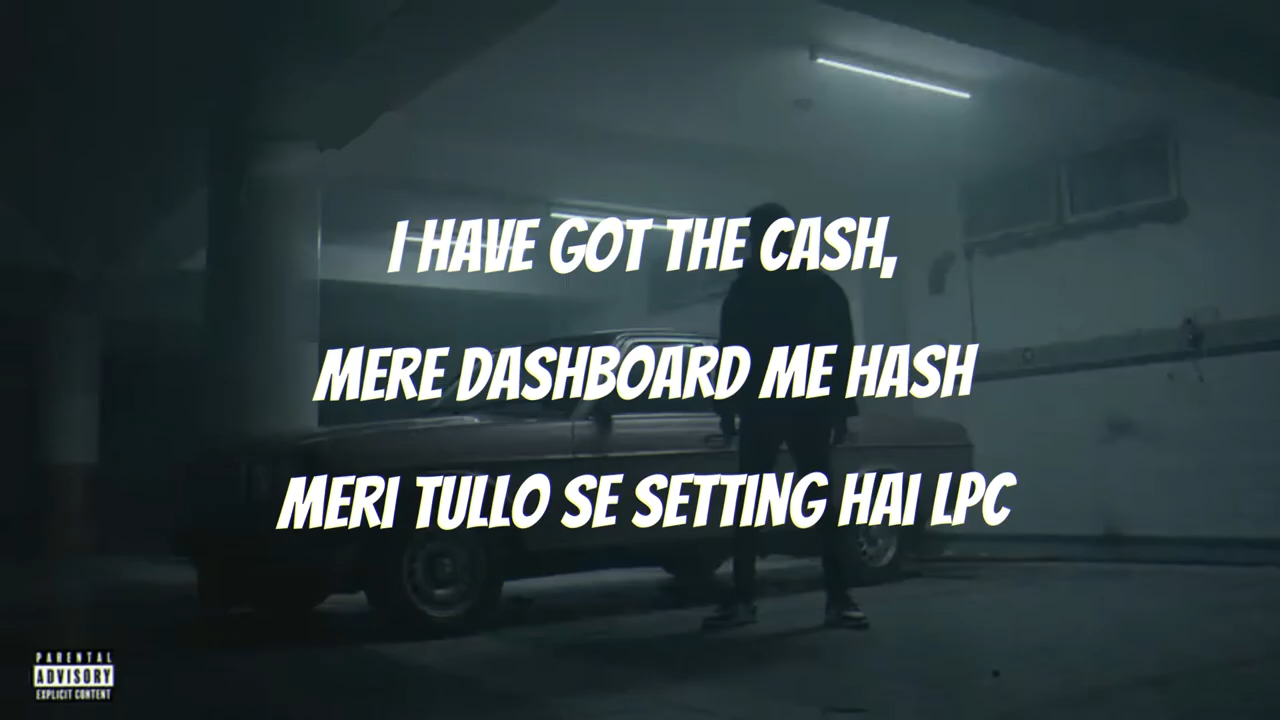 I HAVE GOT THE CASH,
MERE DASHBOARD ME HASH
MERI TULLO SE SETTING HAI LPC
PARENTAL
ADVISORY
EXPLICIT CONTENT